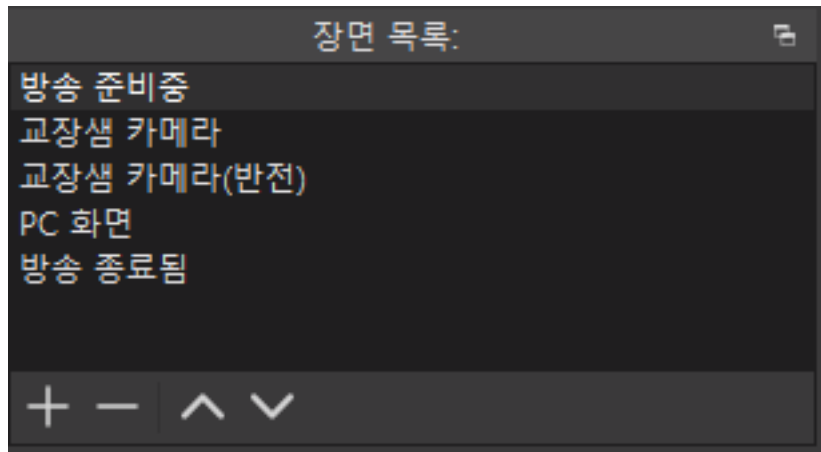 장면 목록:
방송 준비중
교장샘 카메라
교장샘 카메라(반전)
PC 화면
방송 종료됨